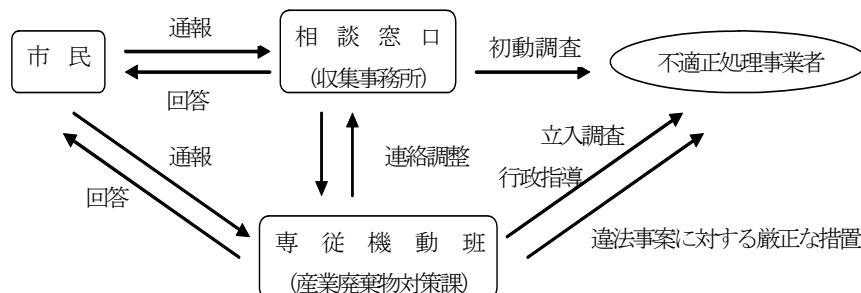 通報
市 民
相 談 窓 口
(収集事務所)
初動調査
不適正処理事業者
回答
通報
連絡調整
立入調査
行政指導
回答
専 従 機 動 班
(産業廃棄物対策課)
違法事案に対する厳正な措置